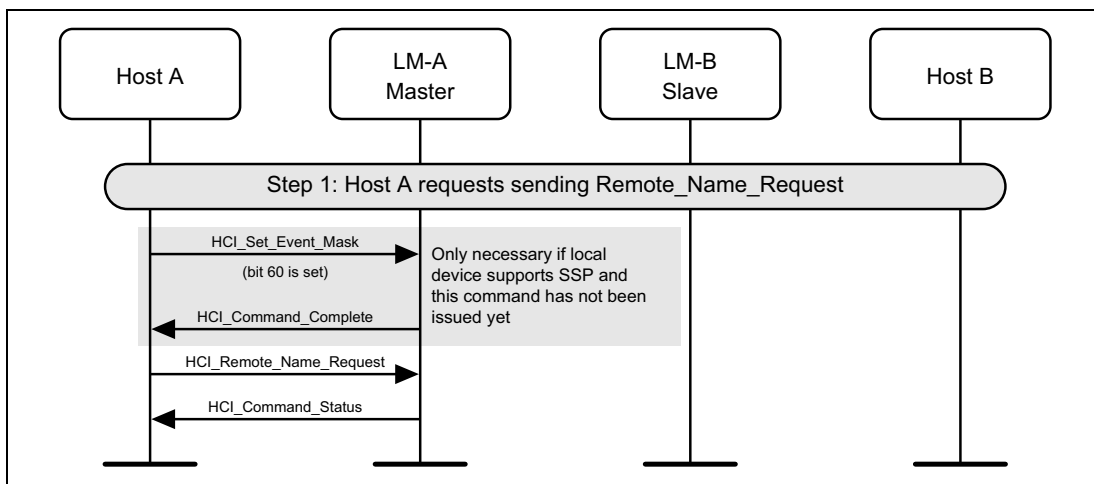 Host A
LM-A
Master
LM-B
Slave
Host B
Step 1: Host A requests sending Remote_Name_Request
HCI_Set_Event_Mask
(bit 60 is set)
Only necessary if local
device supports SSP and
this command has not been
issued yet
HCI_Command_Complete
HCI_Remote_Name_Request
HCI_Command_Status